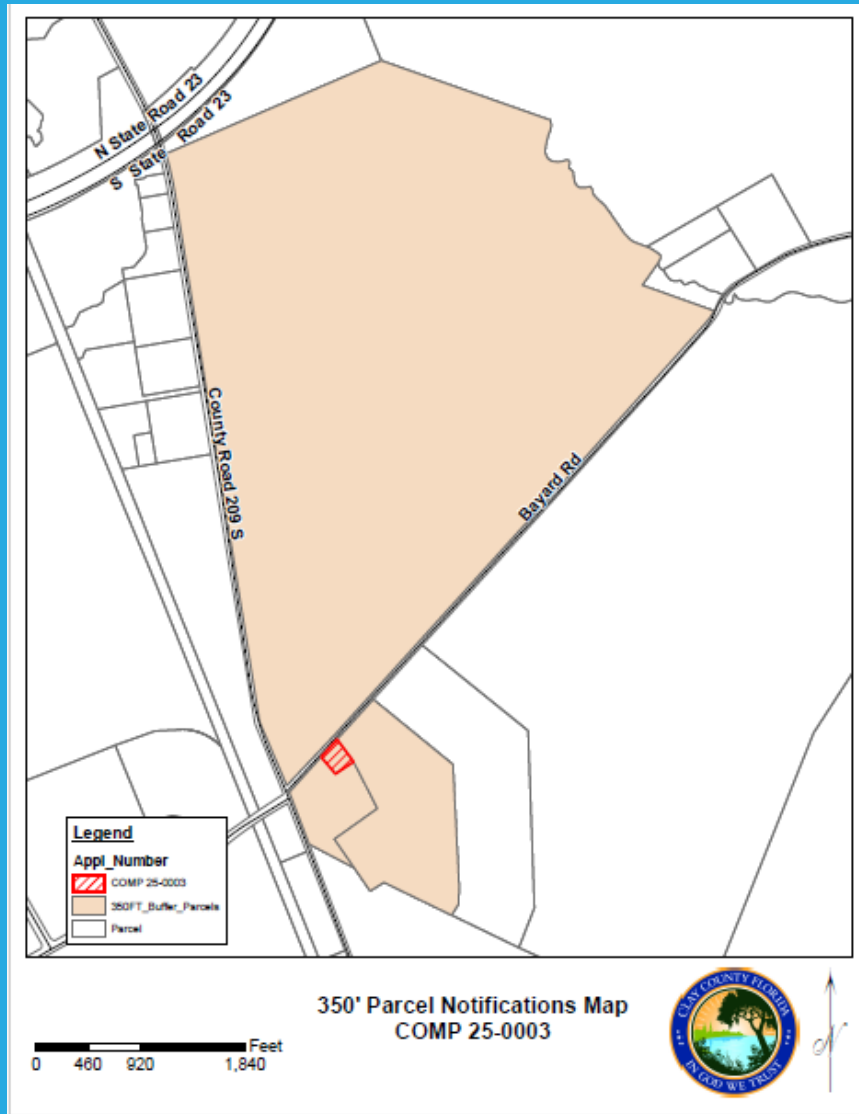 N State Road 23
S State Road 23
County Road 209 S
Bayard Rd
Legend
Appl_Number
COMP 25-0003
350FT_Buffer_Parcels
Parcel
350' Parcel Notifications Map
COMP 25-0003
Feet
0 460 920 1,840
CLAY COUNTY FLORIDA
IN GOD WE TRUST
N